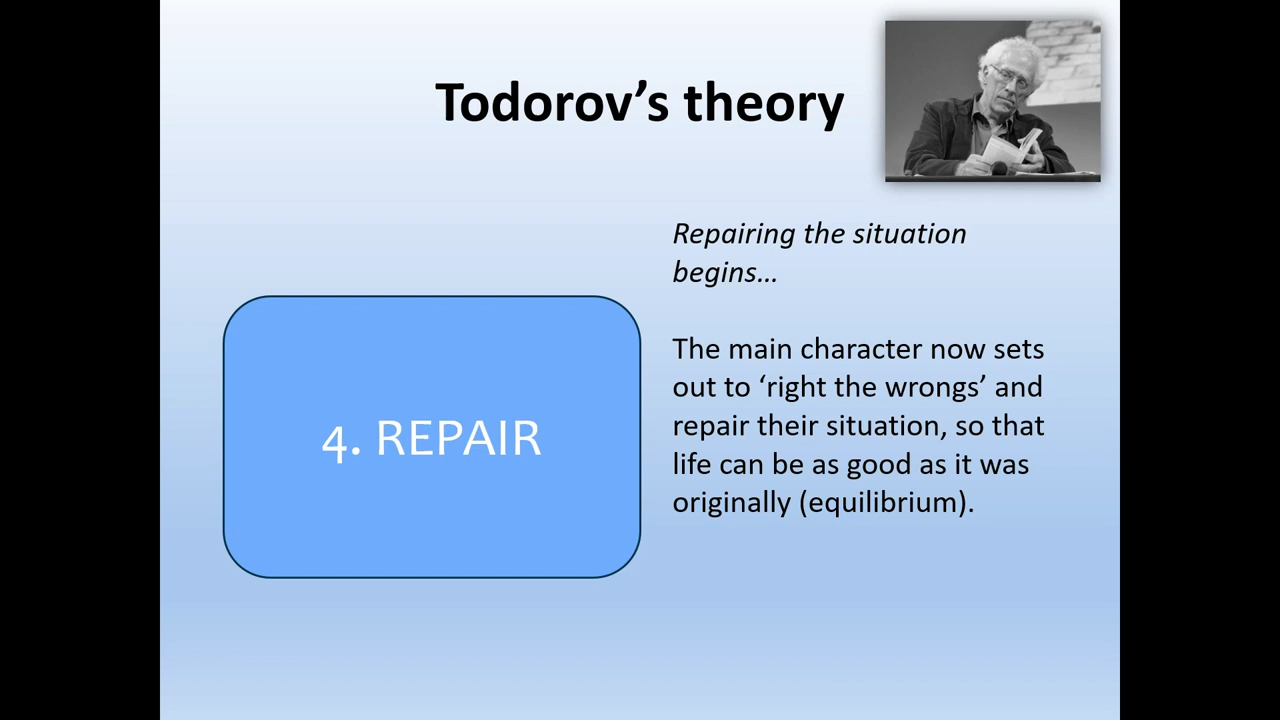 Todorov’s theory
Repairing the situation
begins…
The main character now sets
out to ‘right the wrongs’ and
repair their situation, so that
life can be as good as it was
originally (equilibrium).
4. REPAIR